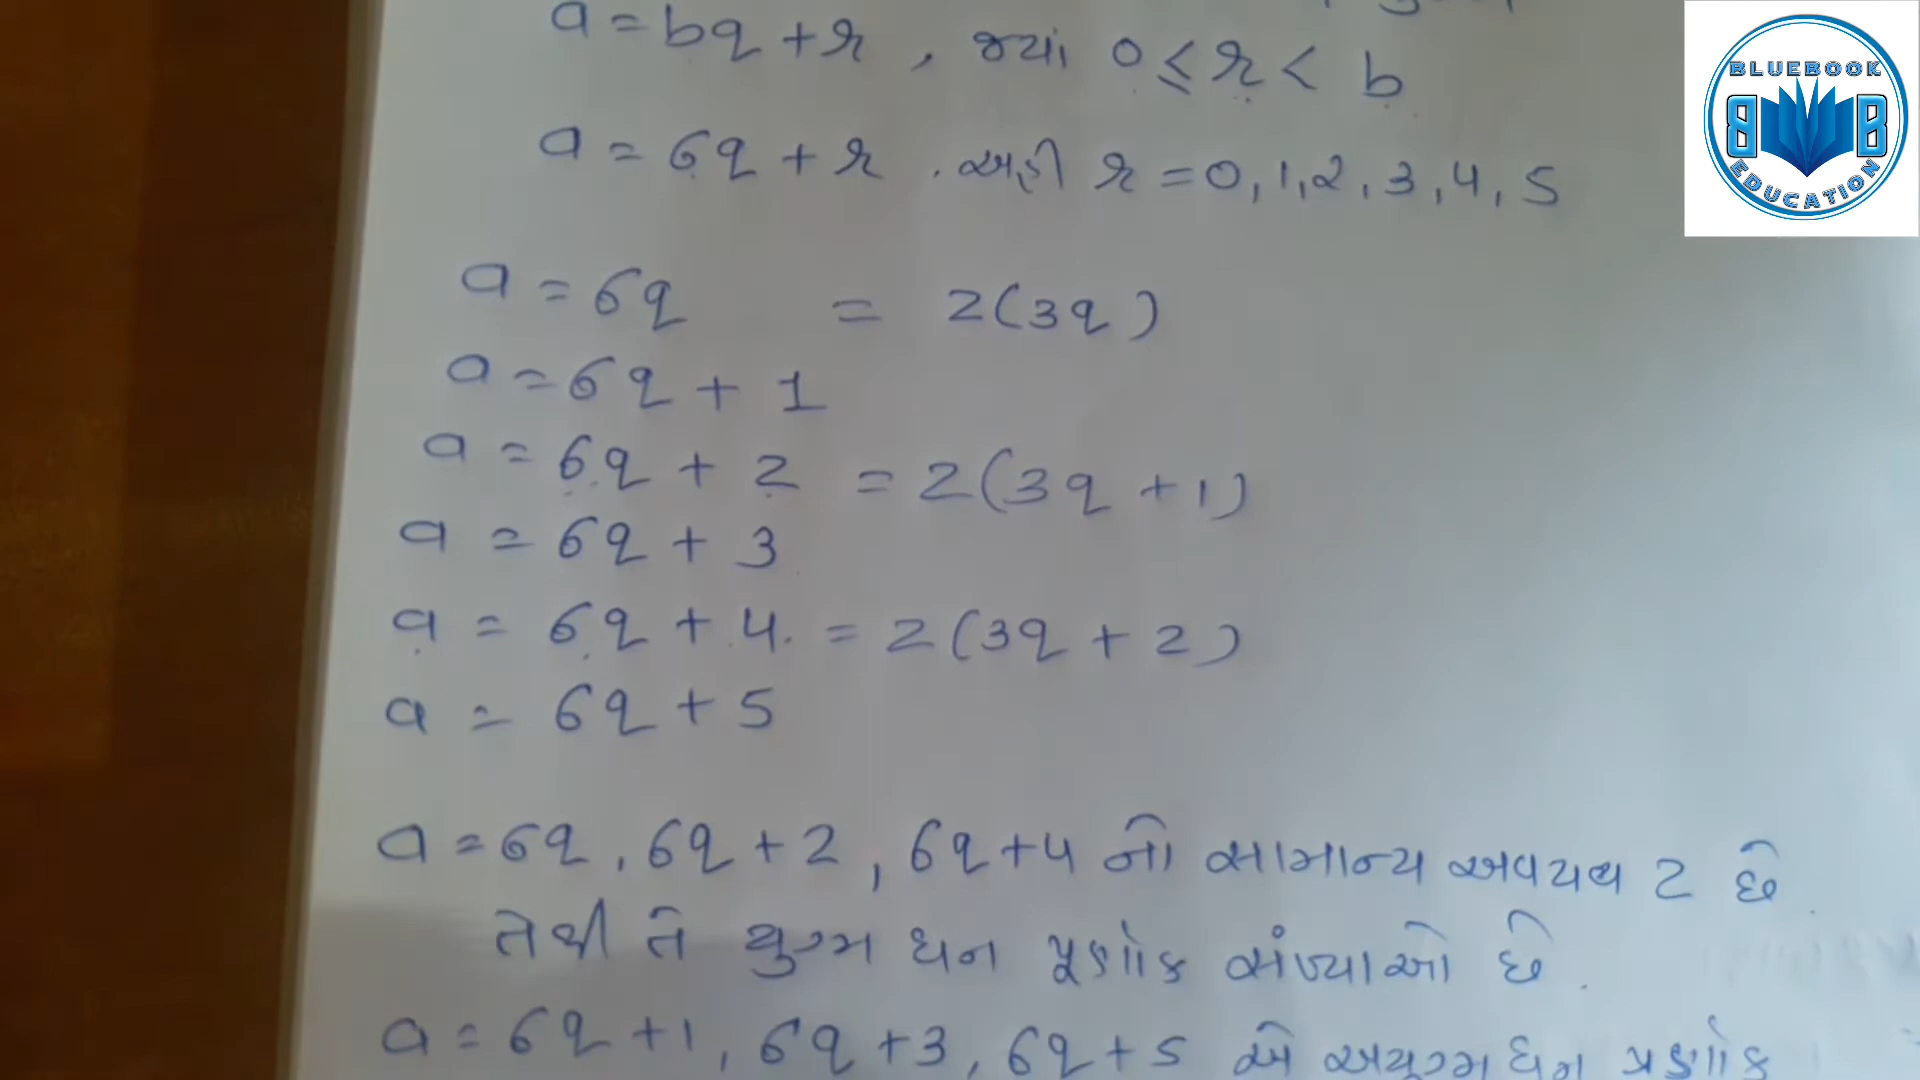 a = bq + r , જ્યાં 0 ≤ r < b
a = 6q + r . અહીં r = 0, 1, 2, 3, 4, 5
a = 6q = 2(3q)
a = 6q + 1
a = 6q + 2 = 2(3q + 1)
a = 6q + 3
a = 6q + 4. = 2(3q + 2)
a = 6q + 5
a = 6q, 6q + 2, 6q + 4 નો સામાન્ય અવયવ 2 છે
તેથી તે યુગ્મ ધન પૂર્ણાંક સંખ્યાઓ છે.
a = 6q + 1, 6q + 3, 6q + 5 એ અયુગ્મ ધન પૂર્ણાંક
BLUEBOOK
B B
EDUCATION